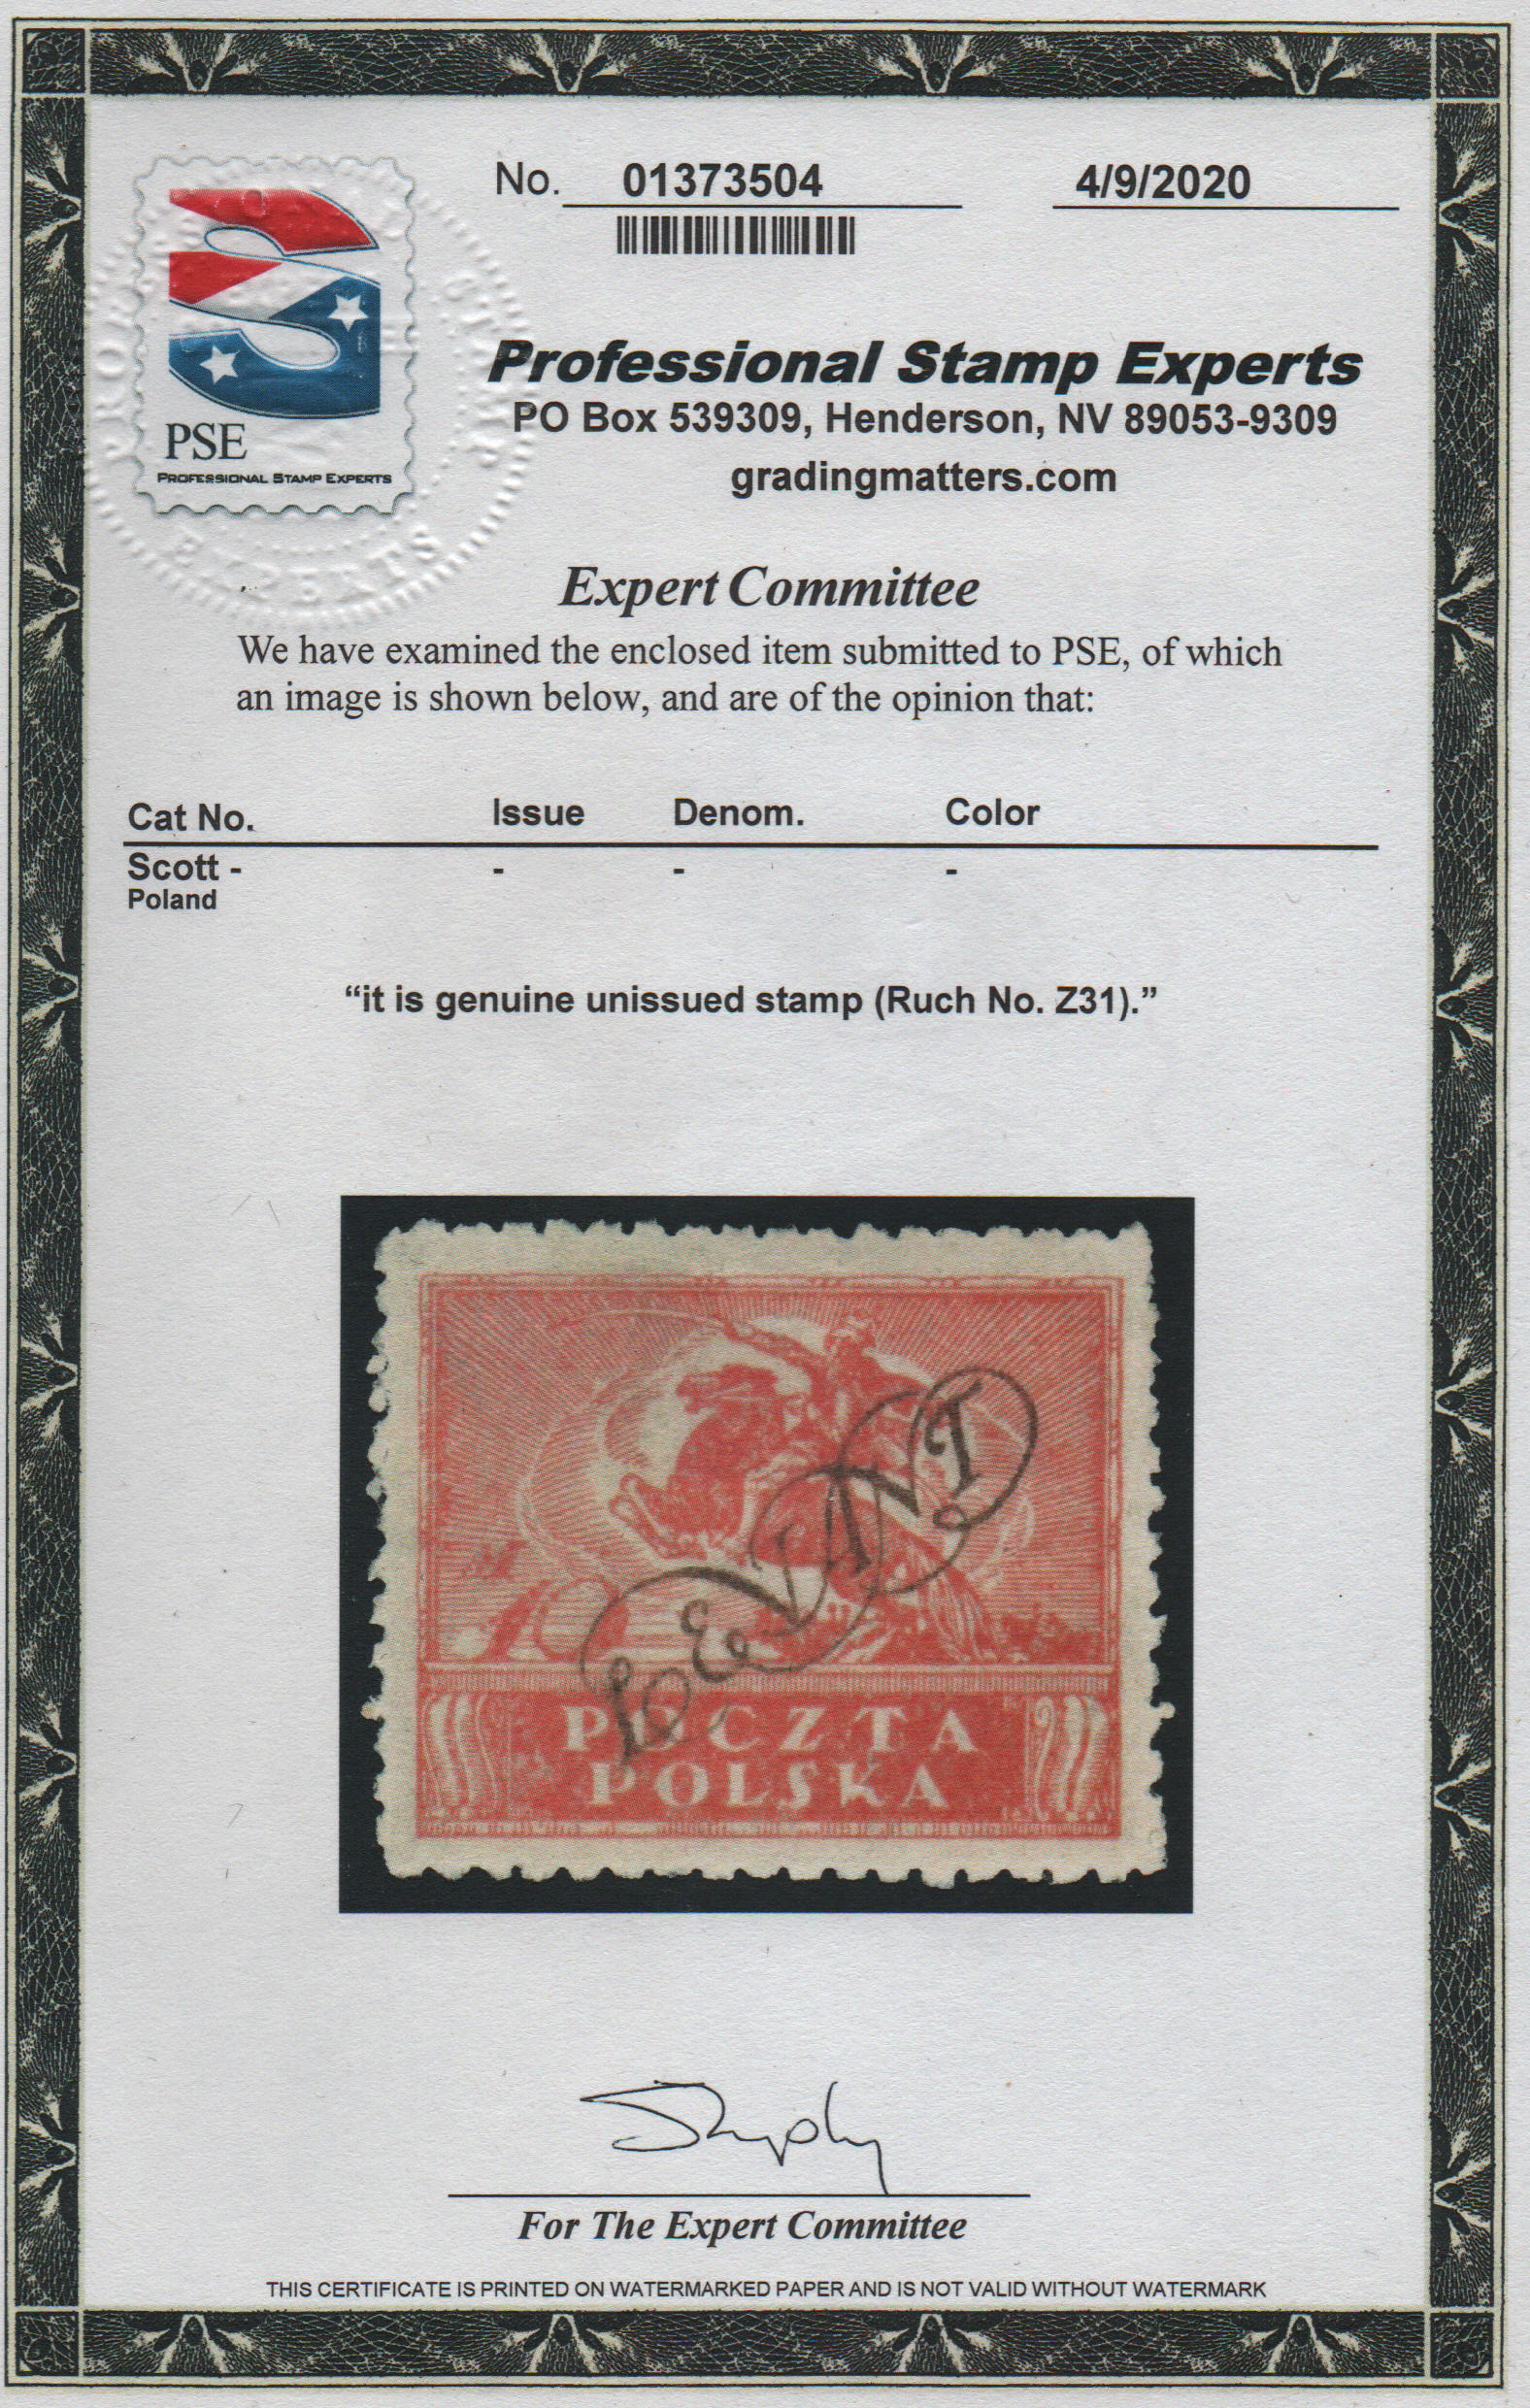 No. 01373504 4/9/2020
PSE
PROFESSIONAL STAMP EXPERTS
Professional Stamp Experts
PO Box 539309, Henderson, NV 89053-9309
gradingmatters.com
EXPERTS
Expert Committee
We have examined the enclosed item submitted to PSE, of which
an image is shown below, and are of the opinion that:
Cat No. Issue Denom. Color
Scott - - - -
Poland
“it is genuine unissued stamp (Ruch No. Z31).”
LEVANT
POCZTA
POLSKA
For The Expert Committee
THIS CERTIFICATE IS PRINTED ON WATERMARKED PAPER AND IS NOT VALID WITHOUT WATERMARK